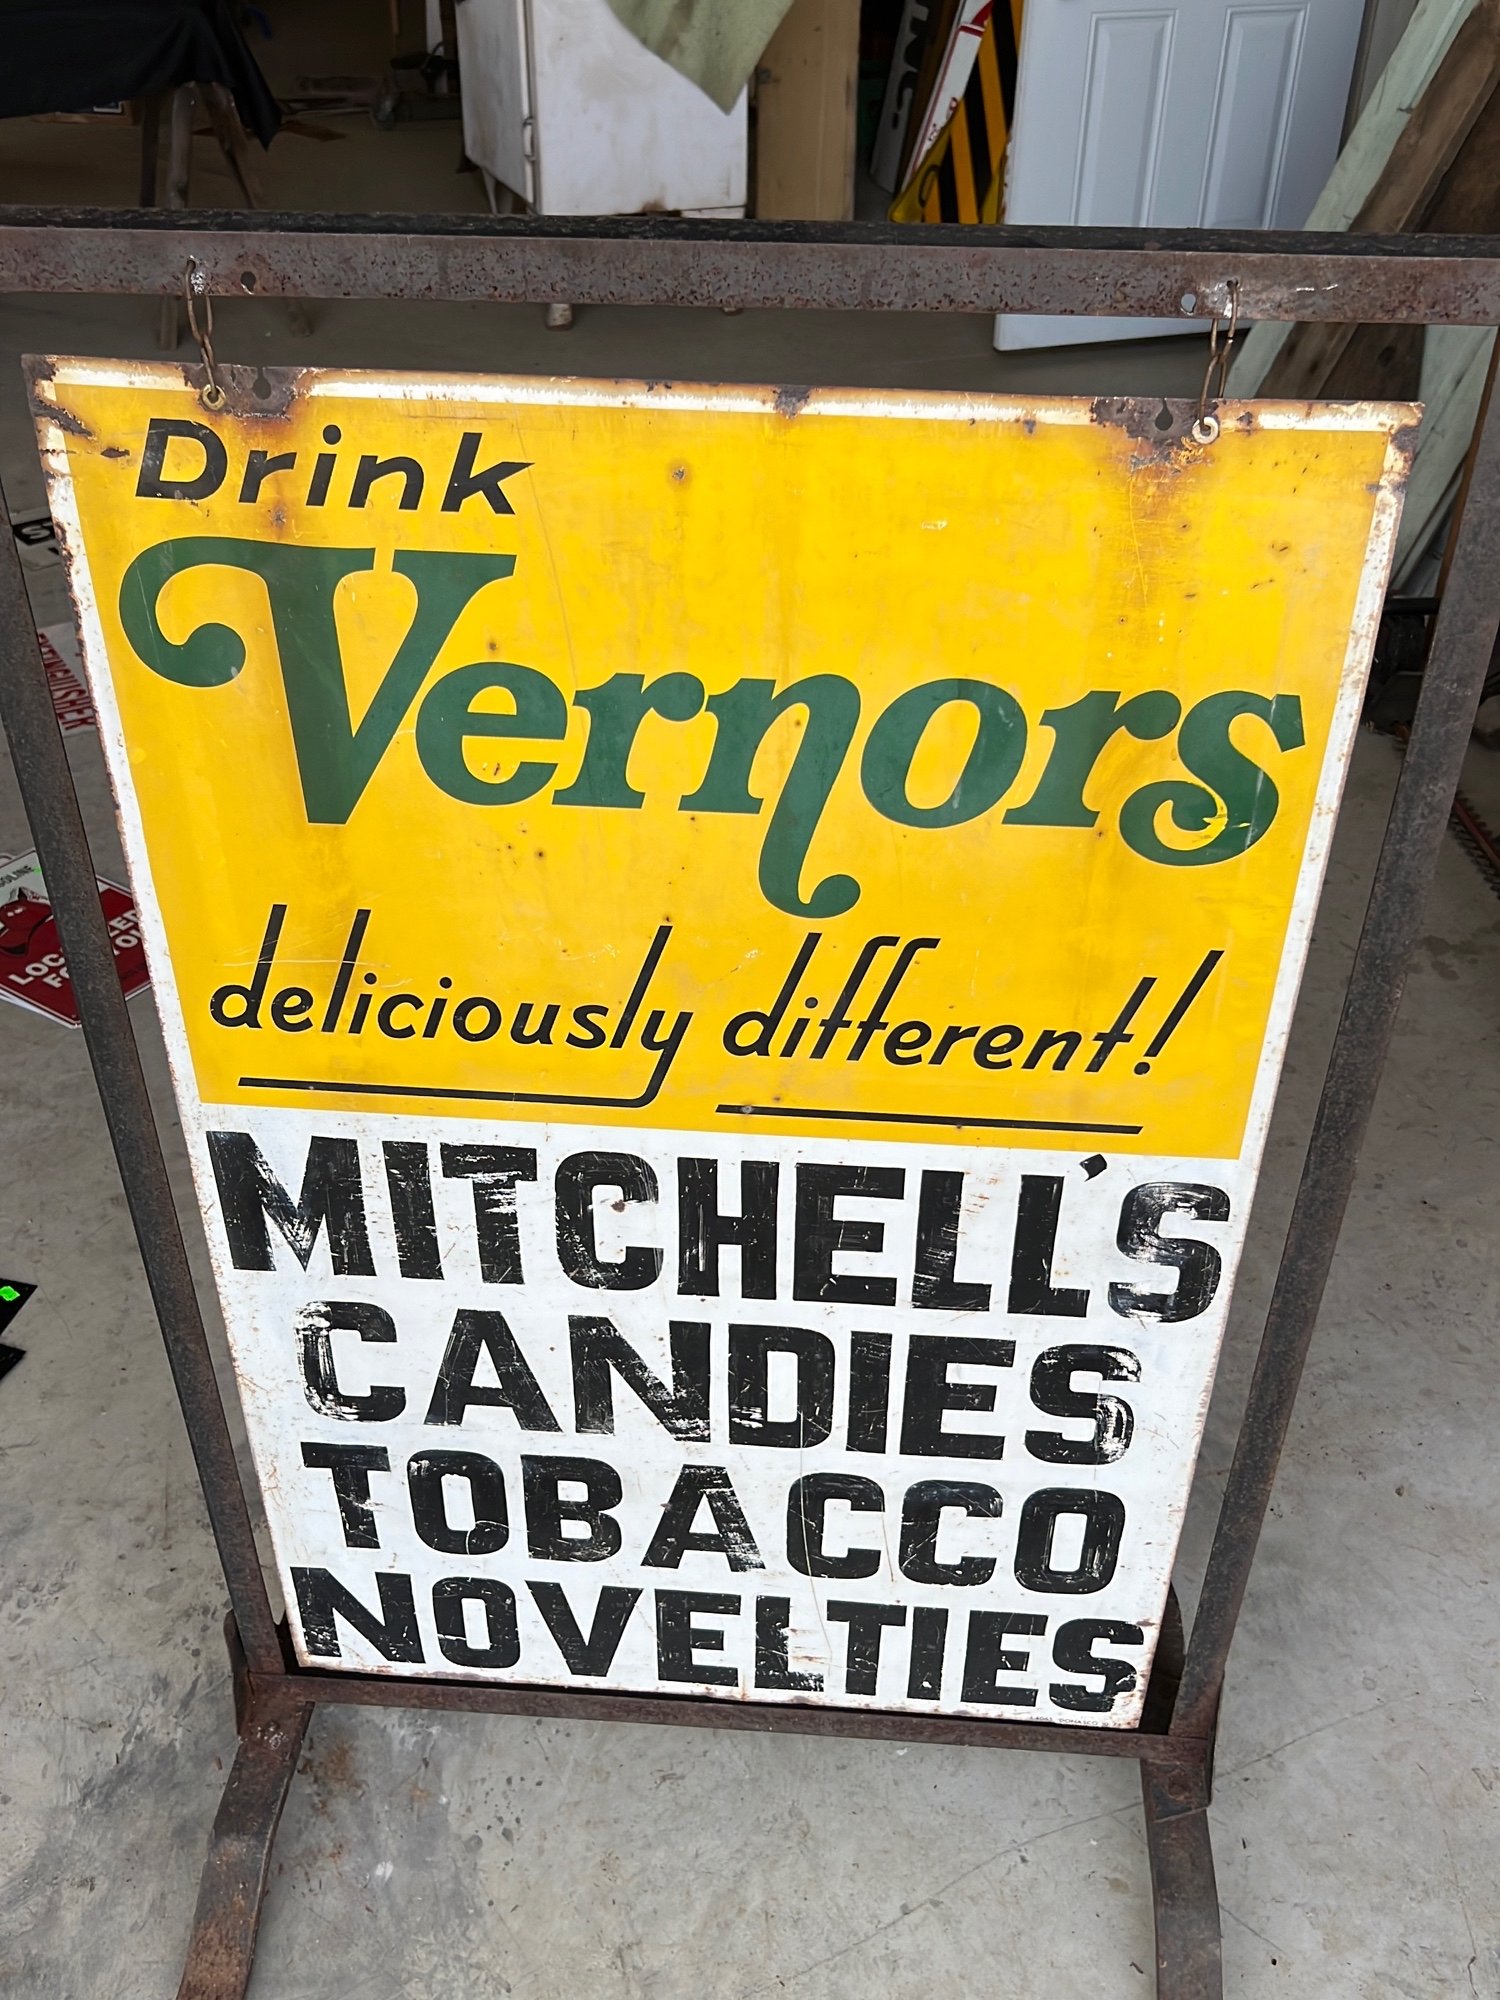 Drink
Vernors
deliciously different!
MITCHELL'S
CANDIES
TOBACCO
NOVELTIES